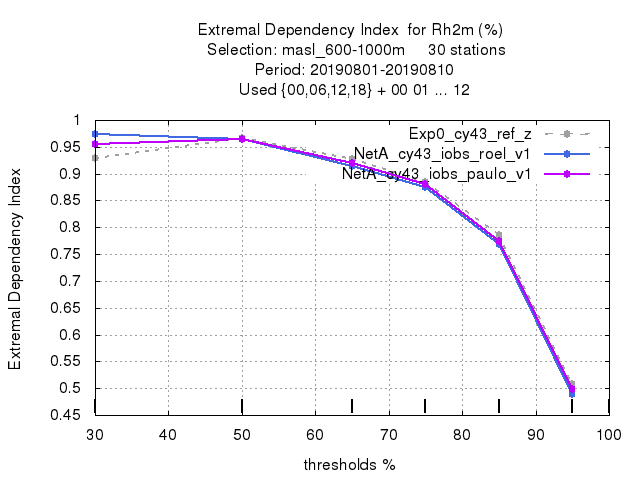 Extremal Dependency Index for Rh2m (%)
Selection: masl_600-1000m 30 stations
Period: 20190801-20190810
Used {00,06,12,18} + 00 01 ... 12
Exp0_cy43_ref_z
NetA_cy43_iobs_roel_v1
NetA_cy43_iobs_paulo_v1
Extremal Dependency Index
1
0.95
0.9
0.85
0.8
0.75
0.7
0.65
0.6
0.55
0.5
0.45
30 40 50 60 70 80 90 100
thresholds %